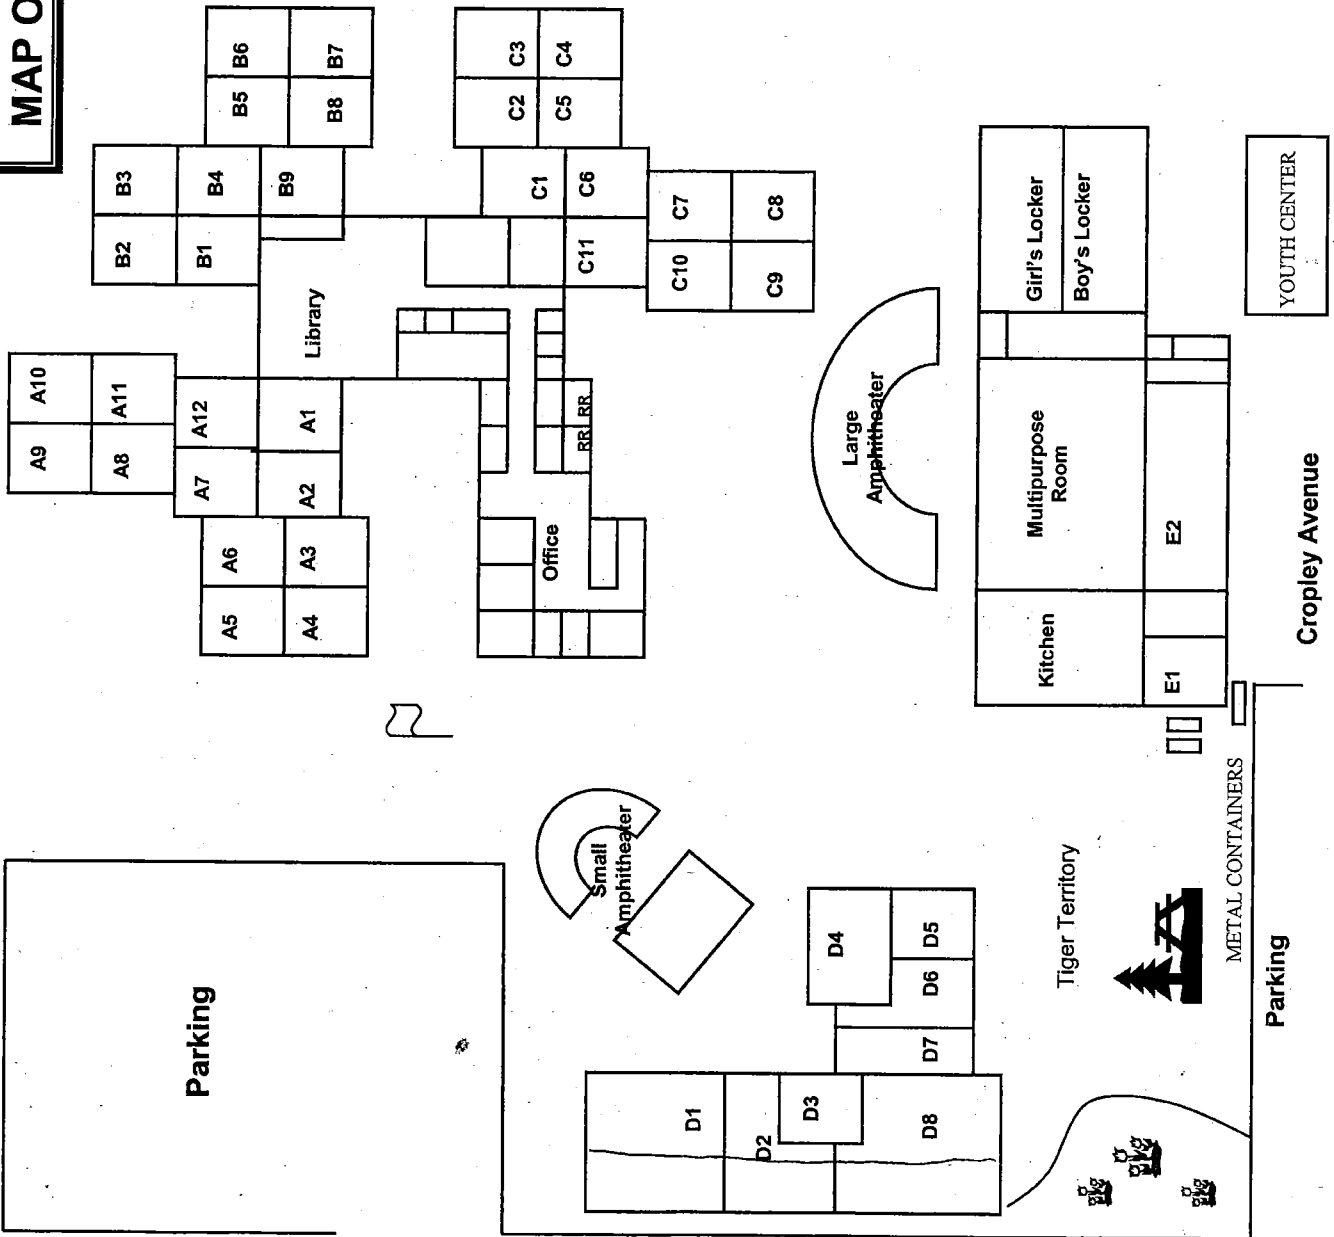 MAP O
B6
B7
B5
B8
B3
B4
B9
B2
B1
C3
C4
C2
C5
C1
C6
C7
C8
C11
C10
C9
Library
A10
A11
A12
A1
A9
A8
A7
A2
A6
A3
A5
A4
RR
RR
Office
Large
Amphitheater
Girl's Locker
Boy's Locker
YOUTH CENTER
Multipurpose
Room
E2
Kitchen
E1
Cropley Avenue
Small
Amphitheater
Parking
D4
D5
D6
D7
D1
D2
D3
D8
Tiger Territory
METAL CONTAINERS
Parking